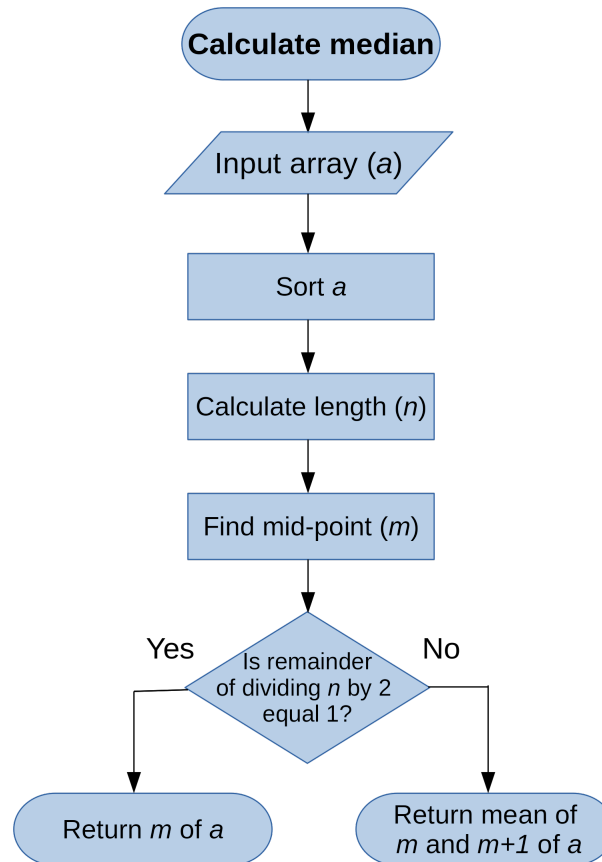 Calculate median
Input array (a)
Sort a
Calculate length (n)
Find mid-point (m)
Yes
No
Is remainder
of dividing n by 2
equal 1?
Return m of a
Return mean of
m and m+1 of a